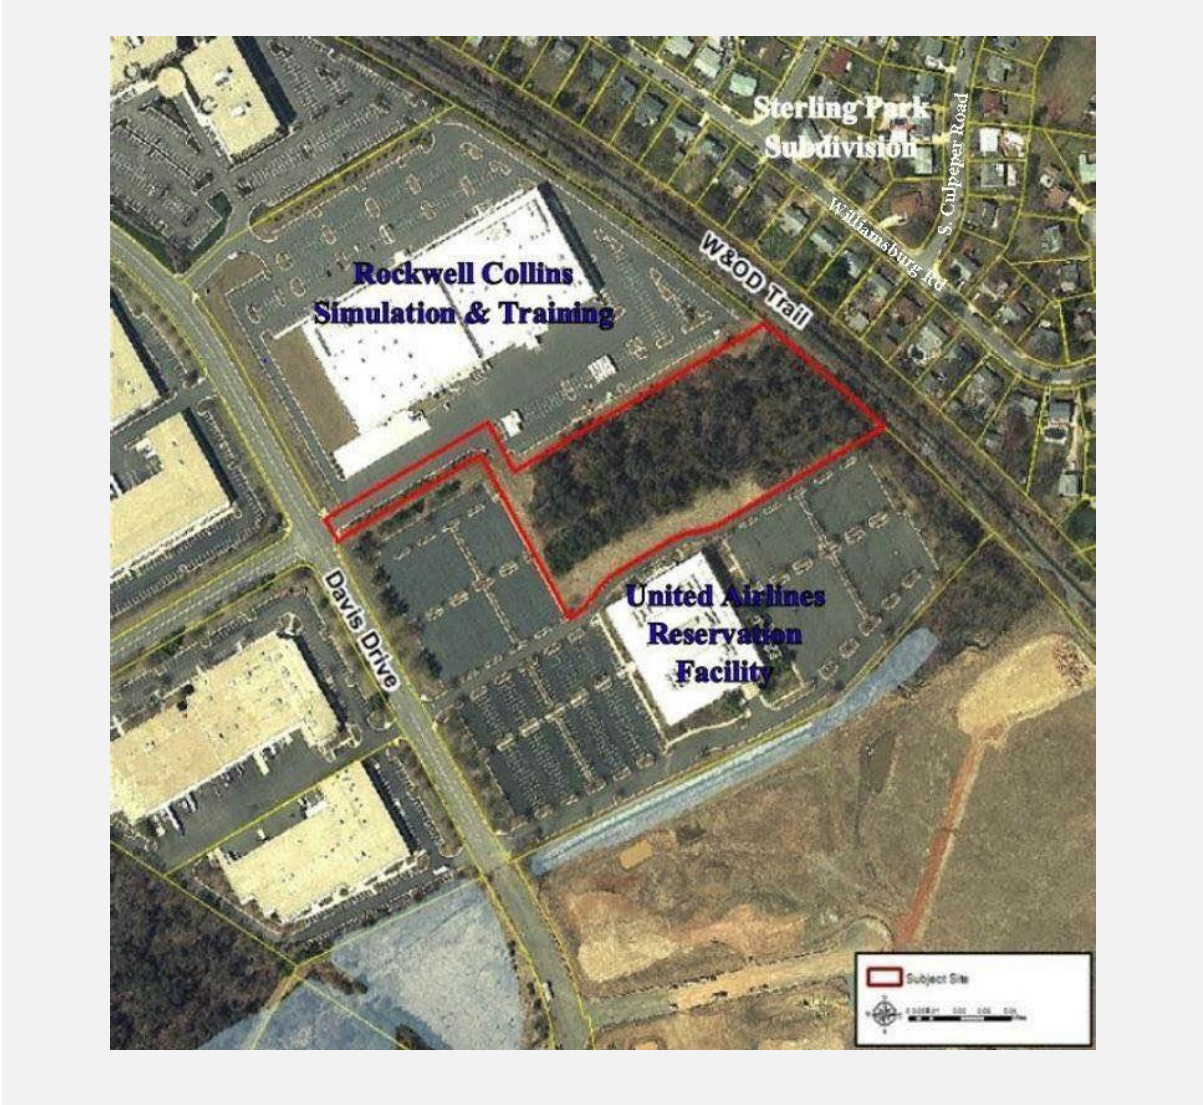 Sterling Park
Subdivision
S. Culpeper Road
Williamsburg Rd
W&OD Trail
Rockwell Collins
Simulation & Training
Davis Drive
United Airlines
Reservation
Facility
Subject Site